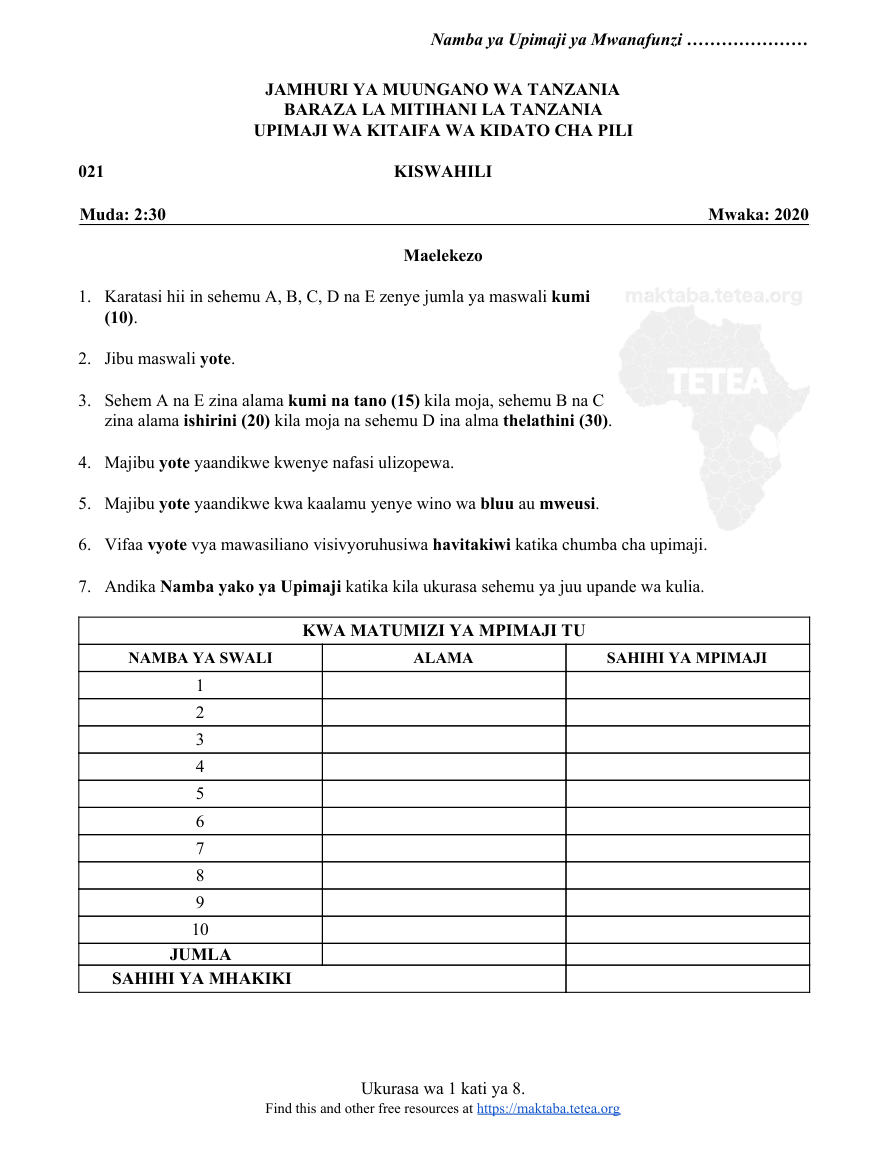 Namba ya Upimaji ya Mwanafunzi …………………
JAMHURI YA MUUNGANO WA TANZANIA
BARAZA LA MITIHANI LA TANZANIA
UPIMAJI WA KITAIFA WA KIDATO CHA PILI
021 KISWAHILI
Muda: 2:30 Mwaka: 2020
Maelekezo
1. Karatasi hii in sehemu A, B, C, D na E zenye jumla ya maswali kumi
(10).
2. Jibu maswali yote.
3. Sehem A na E zina alama kumi na tano (15) kila moja, sehemu B na C
zina alama ishirini (20) kila moja na sehemu D ina alma thelathini (30).
4. Majibu yote yaandikwe kwenye nafasi ulizopewa.
5. Majibu yote yaandikwe kwa kaalamu yenye wino wa bluu au mweusi.
6. Vifaa vyote vya mawasiliano visivyoruhusiwa havitakiwi katika chumba cha upimaji.
7. Andika Namba yako ya Upimaji katika kila ukurasa sehemu ya juu upande wa kulia.
maktaba.tetea.org
TETEA
KWA MATUMIZI YA MPIMAJI TU
NAMBA YA SWALI ALAMA SAHIHI YA MPIMAJI
1
2
3
4
5
6
7
8
9
10
JUMLA
SAHIHI YA MHAKIKI
Ukurasa wa 1 kati ya 8.
Find this and other free resources at https://maktaba.tetea.org